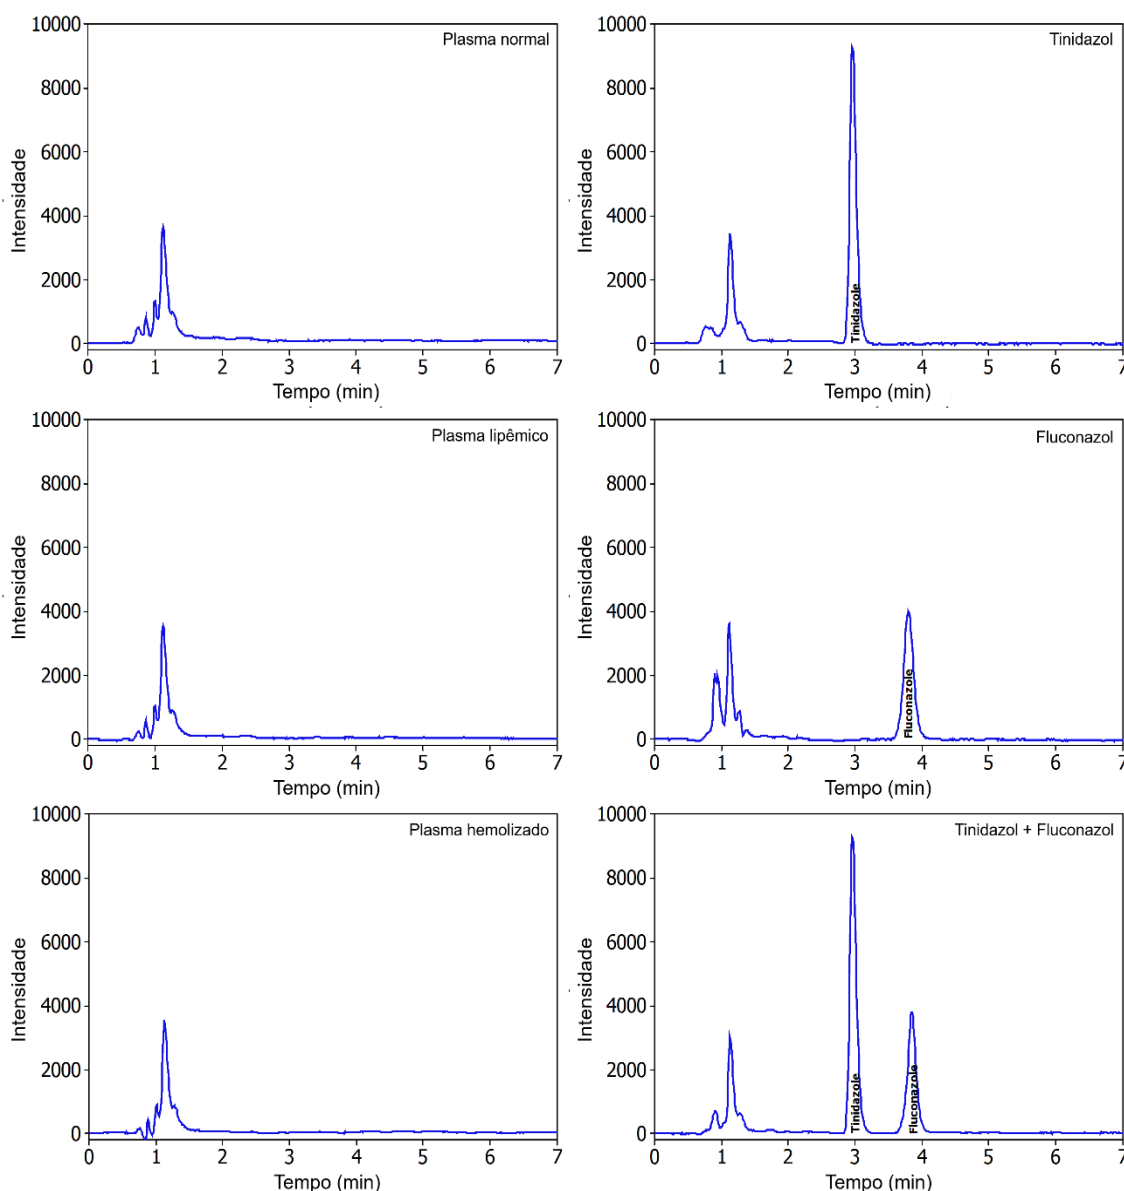 Plasma normal
10000
8000
6000
4000
2000
0
Intensidade
0 1 2 3 4 5 6 7
Tempo (min)
Tinidazol
10000
8000
6000
4000
2000
0
Intensidade
Tinidazole
0 1 2 3 4 5 6 7
Tempo (min)
Plasma lipêmico
10000
8000
6000
4000
2000
0
Intensidade
0 1 2 3 4 5 6 7
Tempo (min)
Fluconazol
10000
8000
6000
4000
2000
0
Intensidade
Fluconazole
0 1 2 3 4 5 6 7
Tempo (min)
Plasma hemolizado
10000
8000
6000
4000
2000
0
Intensidade
0 1 2 3 4 5 6 7
Tempo (min)
Tinidazol + Fluconazol
10000
8000
6000
4000
2000
0
Intensidade
Tinidazole
Fluconazole
0 1 2 3 4 5 6 7
Tempo (min)